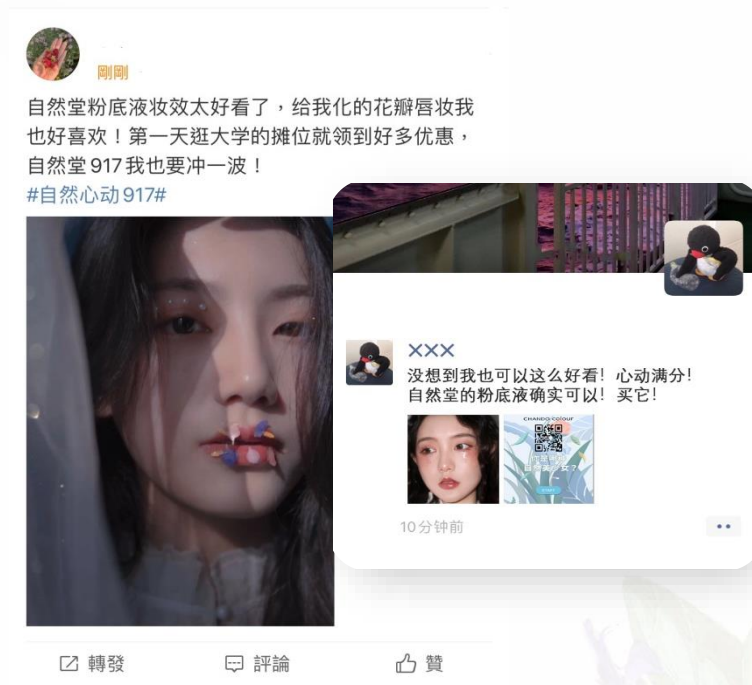 剛剛
自然堂粉底液妆效太好看了，给我化的花瓣唇妆我
也好喜欢！第一天逛大学的摊位就领到好多优惠，
自然堂917我也要冲一波！
#自然心动917#
XXX
没想到我也可以这么好看！心动满分！
自然堂的粉底液确实可以！买它！
CHANDO colour
10分钟前
轉發
評論
贊